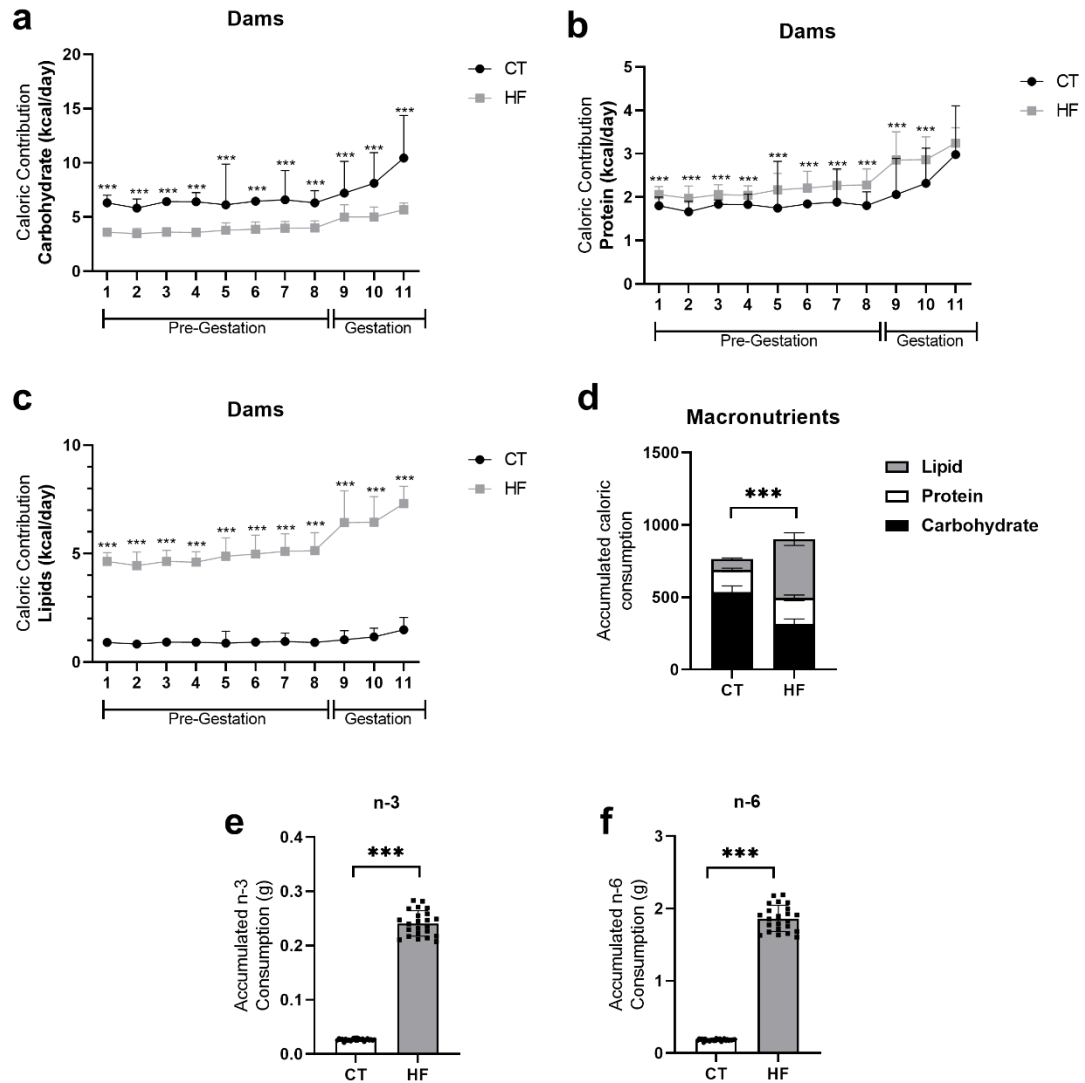 a
Dams
Caloric Contribution
Carbohydrate (kcal/day)
20
15
10
5
0
*** *** *** *** *** *** *** *** *** *** ***
1 2 3 4 5 6 7 8 9 10 11
Pre-Gestation Gestation
CT
HF
b
Dams
Caloric Contribution
Protein (kcal/day)
5
4
3
2
1
0
*** *** *** *** *** *** *** *** *** ***
1 2 3 4 5 6 7 8 9 10 11
Pre-Gestation Gestation
CT
HF
c
Dams
Caloric Contribution
Lipids (kcal/day)
10
5
0
*** *** *** *** *** *** *** *** *** *** ***
1 2 3 4 5 6 7 8 9 10 11
Pre-Gestation Gestation
CT
HF
d
Macronutrients
Accumulated caloric
consumption
1500
1000
500
0
***
CT HF
Lipid
Protein
Carbohydrate
e
n-3
Accumulated n-3
Consumption (g)
0.4
0.3
0.2
0.1
0.0
***
CT HF
f
n-6
Accumulated n-6
Consumption (g)
3
2
1
0
***
CT HF